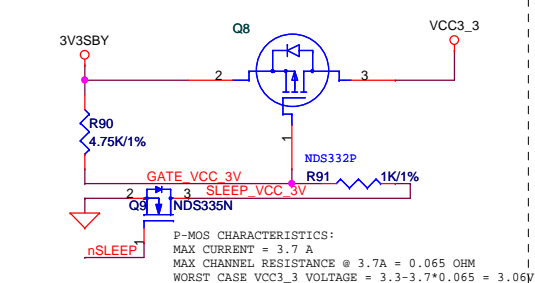 Q8
VCC3_3
3V3SBY
2
3
R90
4.75K/1%
1
NDS332P
GATE_VCC_3V
R91
1K/1%
2
3
SLEEP_VCC_3V
Q9
NDS335N
1
nSLEEP
P-MOS CHARACTERISTICS:
MAX CURRENT = 3.7 A
MAX CHANNEL RESISTANCE @ 3.7A = 0.065 OHM
WORST CASE VCC3_3 VOLTAGE = 3.3-3.7*0.065 = 3.06V